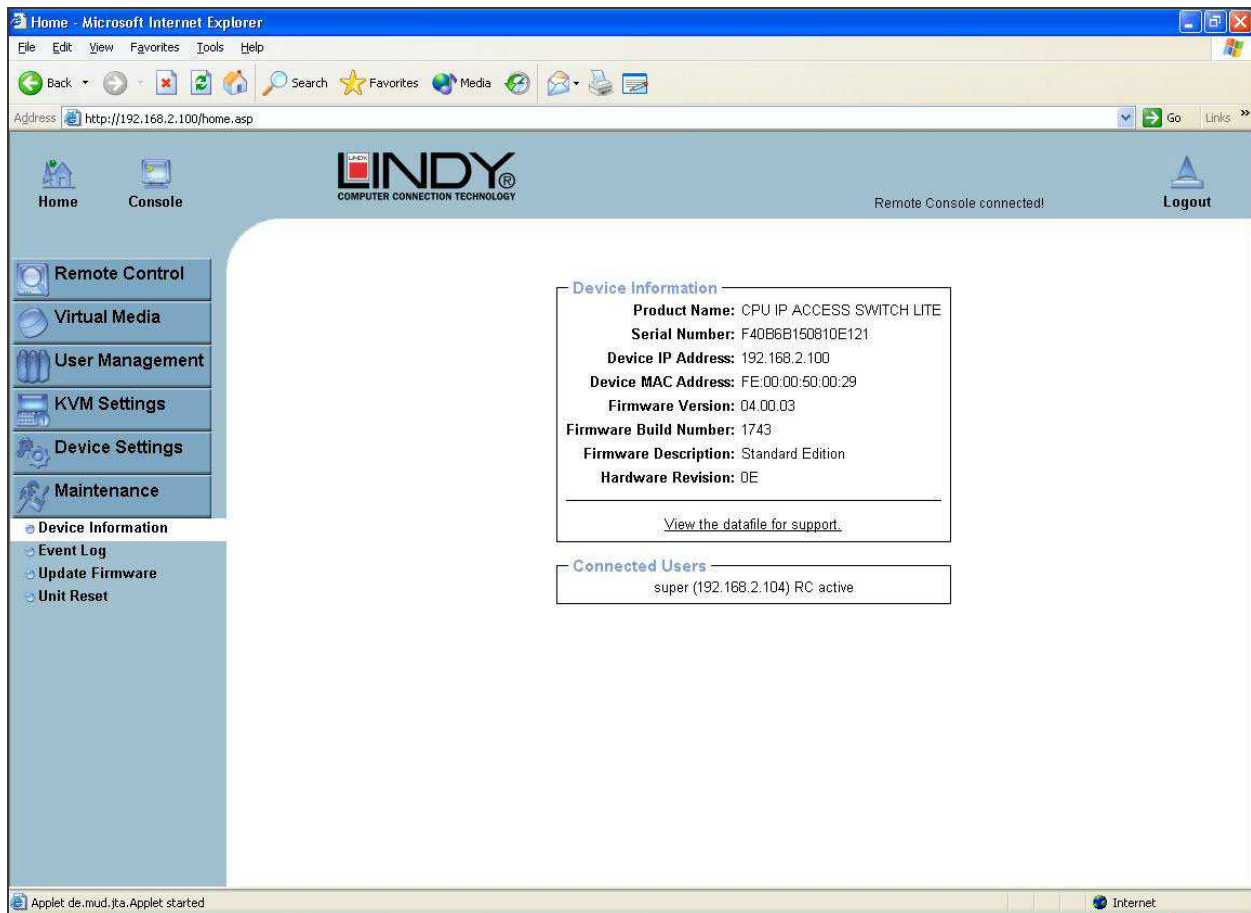 Home - Microsoft Internet Explorer
File Edit View Favorites Tools Help
Back Search Favorites Media
Address http://192.168.2.100/home.asp Go Links »
Home Console
LINDY®
COMPUTER CONNECTION TECHNOLOGY
Remote Console connected!
Logout
Remote Control
Virtual Media
User Management
KVM Settings
Device Settings
Maintenance
Device Information
Event Log
Update Firmware
Unit Reset
Device Information
Product Name: CPU IP ACCESS SWITCH LITE
Serial Number: F40B6B150810E121
Device IP Address: 192.168.2.100
Device MAC Address: FE:00:00:50:00:29
Firmware Version: 04.00.03
Firmware Build Number: 1743
Firmware Description: Standard Edition
Hardware Revision: 0E
View the datafile for support.
Connected Users
super (192.168.2.104) RC active
Applet de.mud.jta.Applet started
Internet